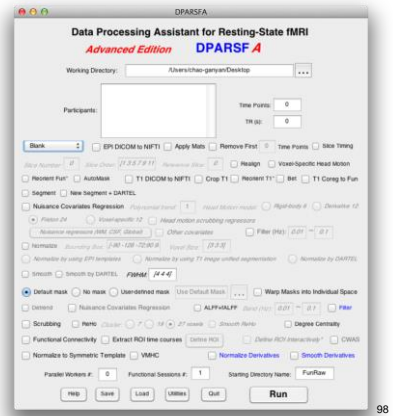 DPARSFA
Data Processing Assistant for Resting-State fMRI
Advanced Edition DPARSF A
Working Directory: /Users/chao-ganyan/Desktop ...
Participants:
Time Points: 0
TR (s): 0
Blank EPI DICOM to NIFTI Apply Mats Remove First 0 Time Points Slice Timing
Slice Number 0 Slice Order: [1 3 5 7 9 11 Reference Slice 0 Realign Voxel-Specific Head Motion
Reorient Fun* AutoMask T1 DICOM to NIFTI Crop T1 Reorient T1* Bet T1 Coreg to Fun
Segment New Segment + DARTEL
Nuisance Covariates Regression Polynomial trend: 1 Head Motion model: Rigid-body 6 Derivative 12
Friston 24 Voxel-specific 12 Head motion scrubbing regressors
Nuisance regressors (WM, CSF, Global) Other covariates Filter (Hz): 0.01 ~ 0.1
Normalize Bounding Box: [-90 -126 -72;90 9 Voxel Size: [3 3 3]
Normalize by using EPI templates Normalize by using T1 image unified segmentation Normalize by DARTEL
Smooth Smooth by DARTEL FWHM: [4 4 4]
Default mask No mask User-defined mask Use Default Mask ... Warp Masks into Individual Space
Detrend Nuisance Covariates Regression ALFF+fALFF Band (Hz): 0.01 ~ 0.1 Filter
Scrubbing ReHo Cluster: 7 19 27 voxels Smooth ReHo Degree Centrality
Functional Connectivity Extract ROI time courses Define ROI Define ROI Interactively* CWAS
Normalize to Symmetric Template VMHC Normalize Derivatives Smooth Derivatives
Parallel Workers #: 0 Functional Sessions #: 1 Starting Directory Name: FunRaw
Help Save Load Utilities Quit Run
98